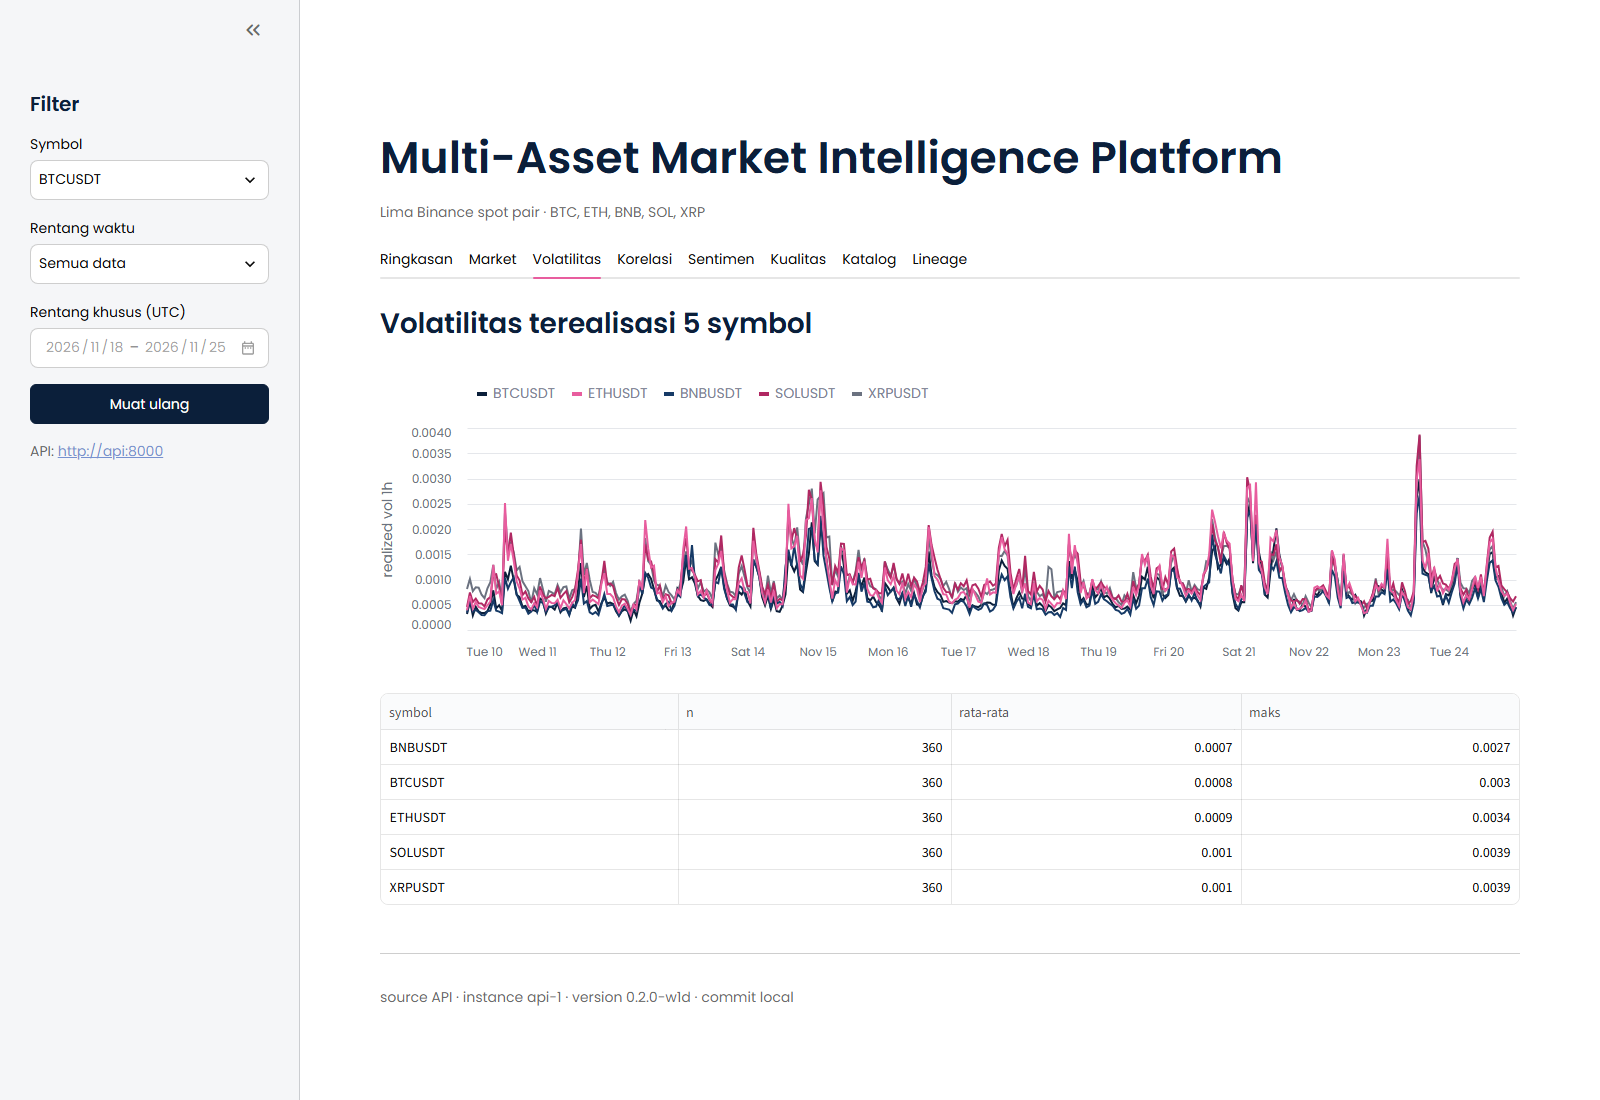 Filter
Symbol
BTCUSDT
Rentang waktu
Semua data
Rentang khusus (UTC)
2026/11/18 – 2026/11/25
Muat ulang
API: http://api:8000
Multi-Asset Market Intelligence Platform
Lima Binance spot pair · BTC, ETH, BNB, SOL, XRP
Ringkasan Market Volatilitas Korelasi Sentimen Kualitas Katalog Lineage
Volatilitas terealisasi 5 symbol
BTCUSDT ETHUSDT BNBUSDT SOLUSDT XRPUSDT
realized vol 1h
0.0040
0.0035
0.0030
0.0025
0.0020
0.0015
0.0010
0.0005
0.0000
Tue 10 Wed 11 Thu 12 Fri 13 Sat 14 Nov 15 Mon 16 Tue 17 Wed 18 Thu 19 Fri 20 Sat 21 Nov 22 Mon 23 Tue 24
symbol n rata-rata maks
BNBUSDT 360 0.0007 0.0027
BTCUSDT 360 0.0008 0.003
ETHUSDT 360 0.0009 0.0034
SOLUSDT 360 0.001 0.0039
XRPUSDT 360 0.001 0.0039
source API · instance api-1 · version 0.2.0-w1d · commit local